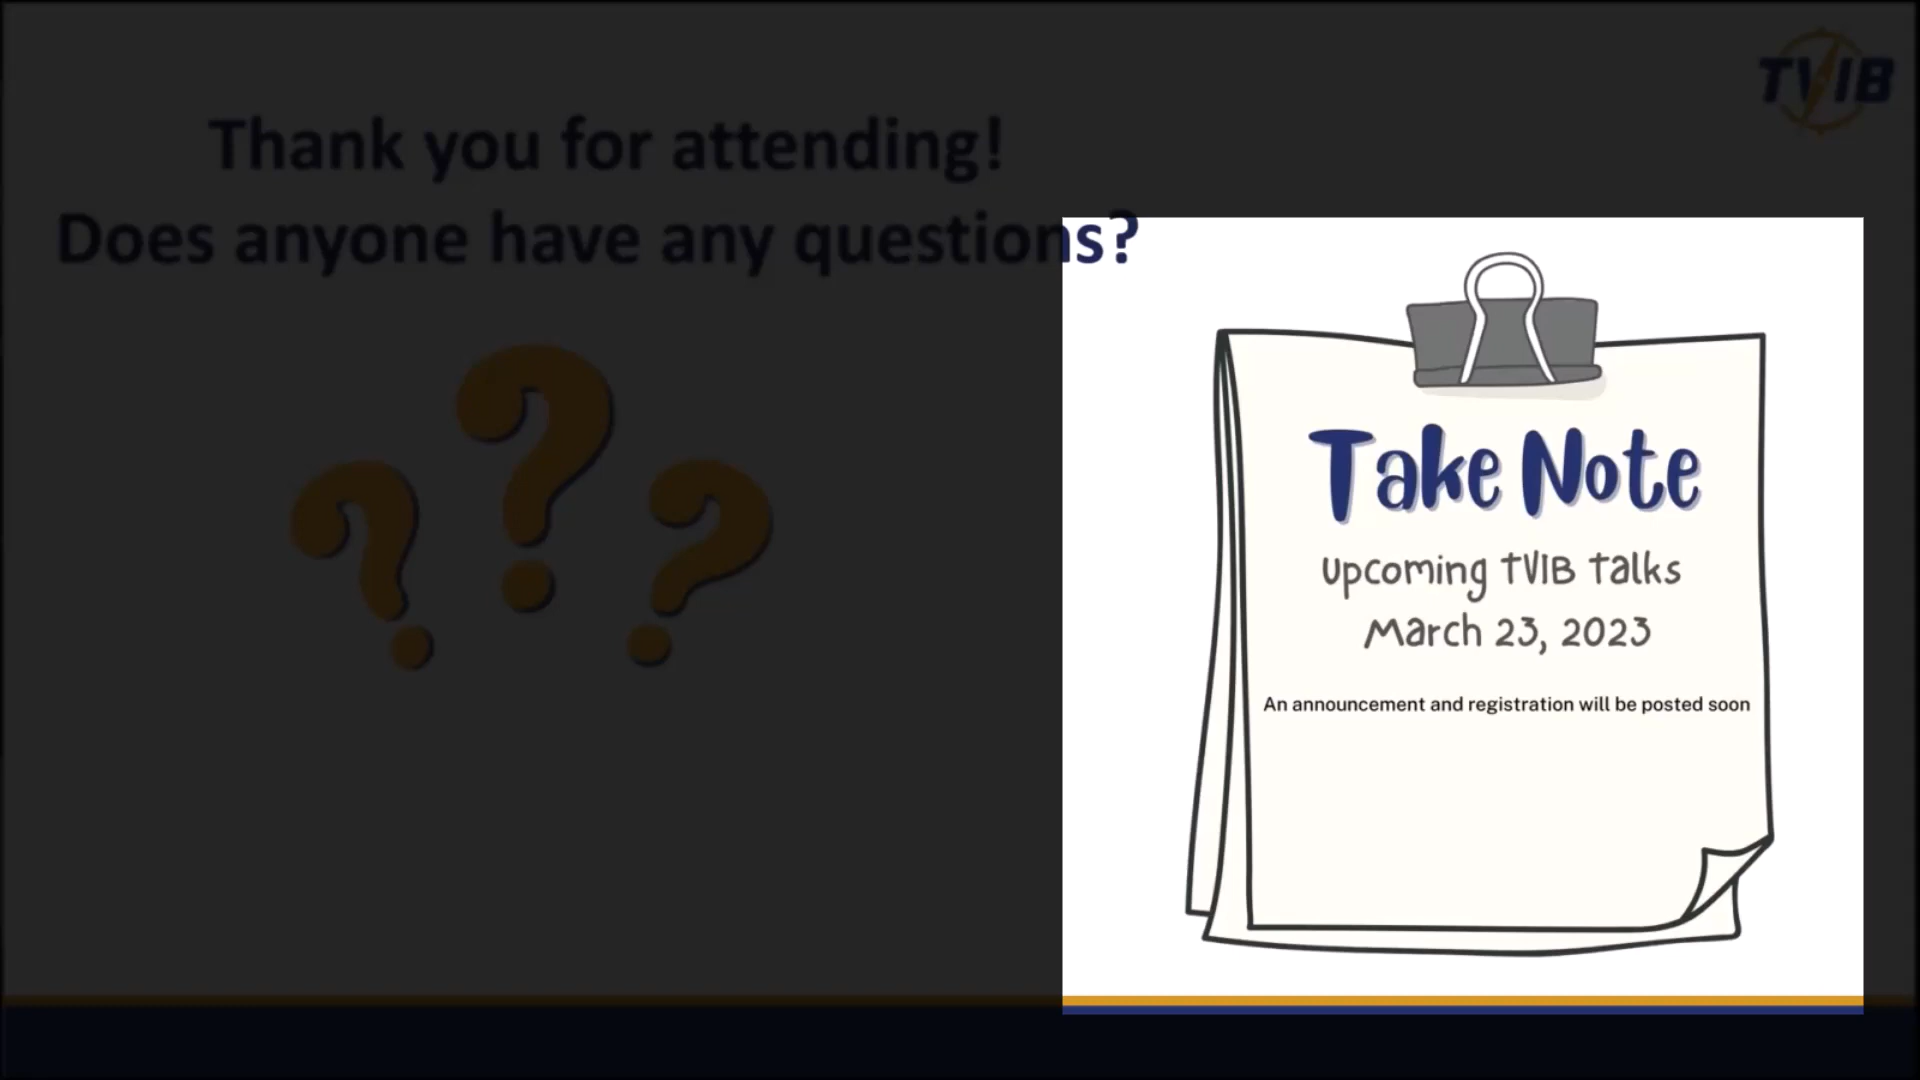 TVIB
Thank you for attending!
Does anyone have any questions?
Take Note
upcoming TVIB Talks
March 23, 2023
An announcement and registration will be posted soon